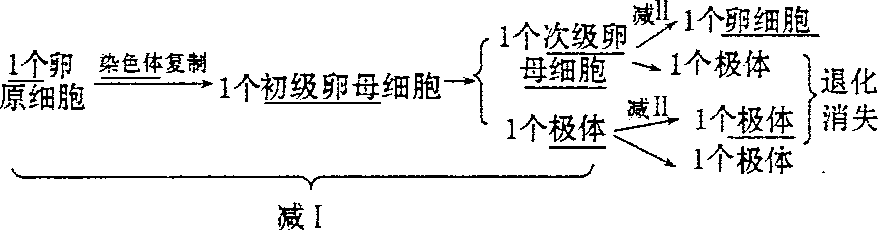 1个卵
原细胞
染色体复制
1个初级卵母细胞
1个次级卵
母细胞
减Ⅱ
1个卵细胞
1个极体
1个极体
减Ⅱ
1个极体
1个极体
退化
消失
减Ⅰ